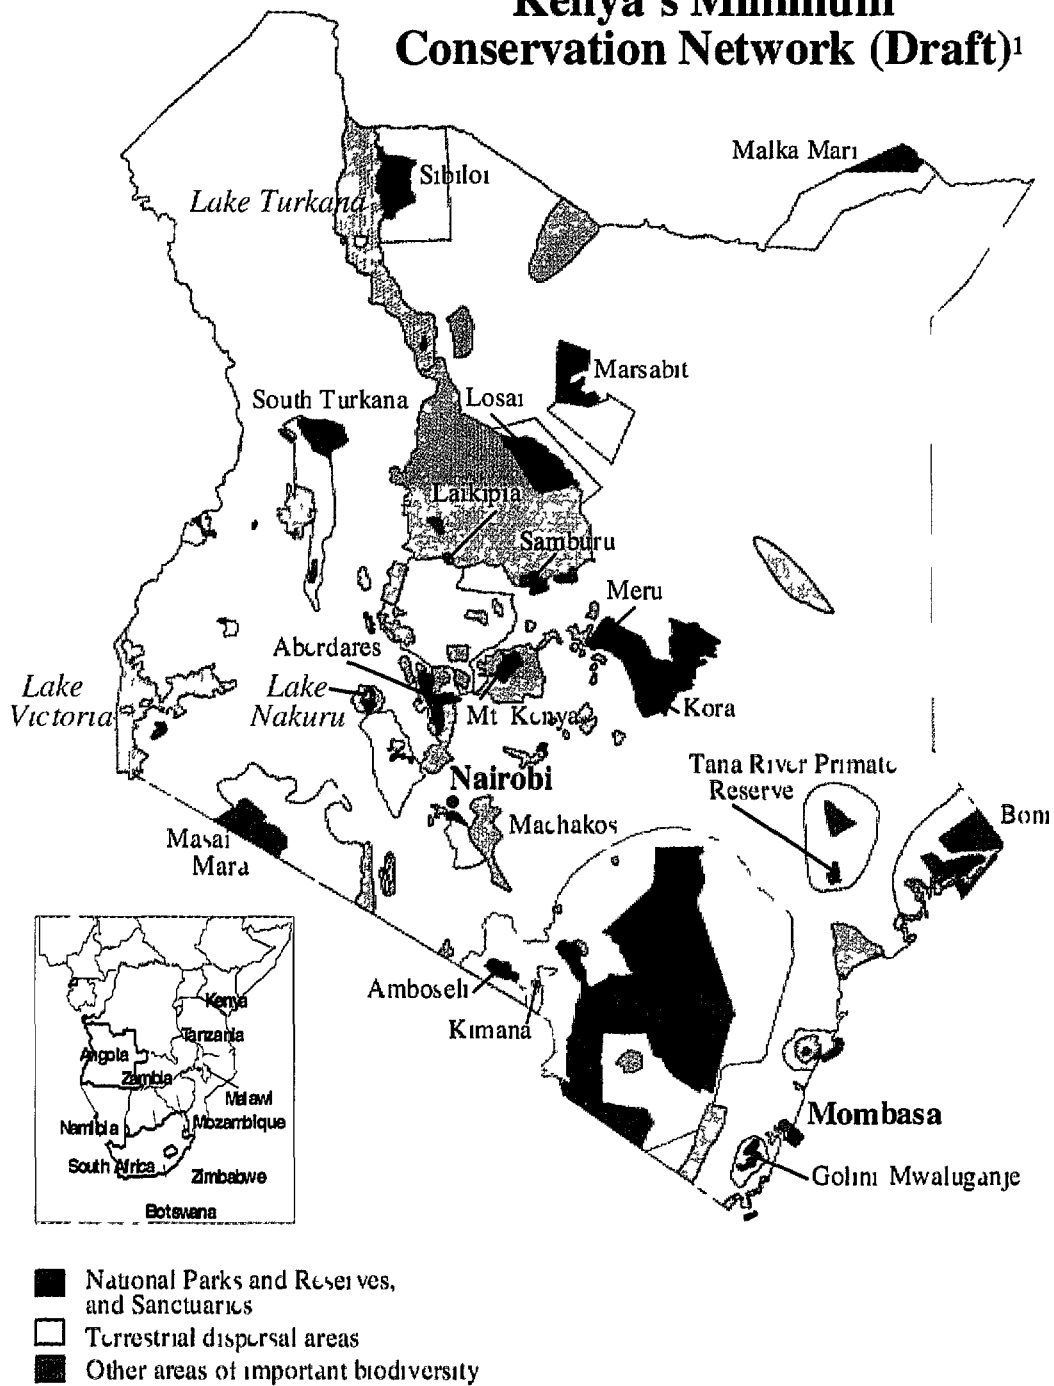 Kenya's Minimum
Conservation Network (Draft)¹
Malka Mari
Sibiloi
Lake Turkana
Marsabit
South Turkana
Losai
Laikipia
Samburu
Meru
Aberdares
Lake
Victoria
Lake
Nakuru
Mt Kenya
Kora
Nairobi
Tana River Primate
Reserve
Boni
Machakos
Masai
Mara
Amboseli
Kimana
Kenya
Tanzania
Angola
Zambia
Malawi
Namibia
Mozambique
South Africa
Zimbabwe
Botswana
Mombasa
Golini Mwaluganje
National Parks and Reserves,
and Sanctuaries
Terrestrial dispersal areas
Other areas of important biodiversity